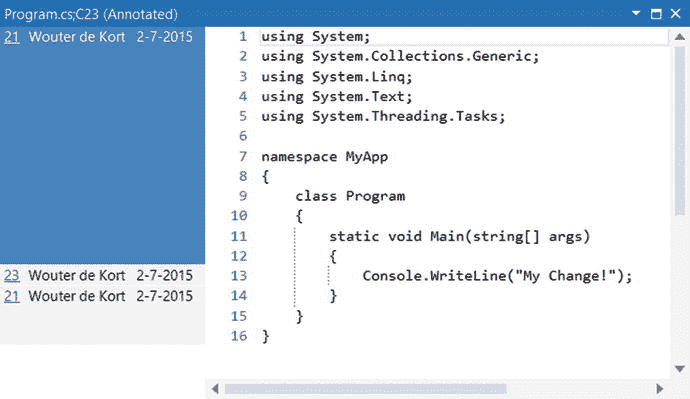 Program.cs;C23 (Annotated)
21 Wouter de Kort 2-7-2015
1 using System;
2 using System.Collections.Generic;
3 using System.Linq;
4 using System.Text;
5 using System.Threading.Tasks;
6
7 namespace MyApp
8 {
9 class Program
10 {
11 static void Main(string[] args)
12 {
23 Wouter de Kort 2-7-2015
13 Console.WriteLine("My Change!");
21 Wouter de Kort 2-7-2015
14 }
15 }
16 }